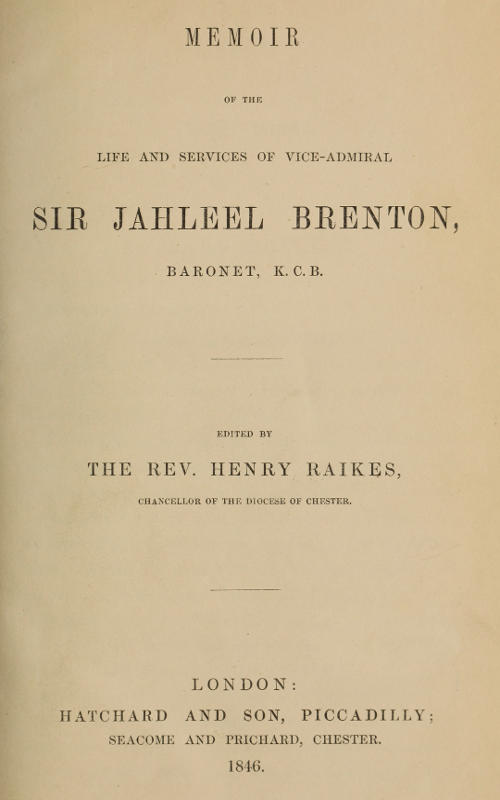 MEMOIR
OF THE
LIFE AND SERVICES OF VICE-ADMIRAL
SIR JAHLEEL BRENTON,
BARONET, K.C.B.
EDITED BY
THE REV. HENRY RAIKES,
CHANCELLOR OF THE DIOCESE OF CHESTER.
LONDON:
HATCHARD AND SON, PICCADILLY;
SEACOME AND PRICHARD, CHESTER.
1846.